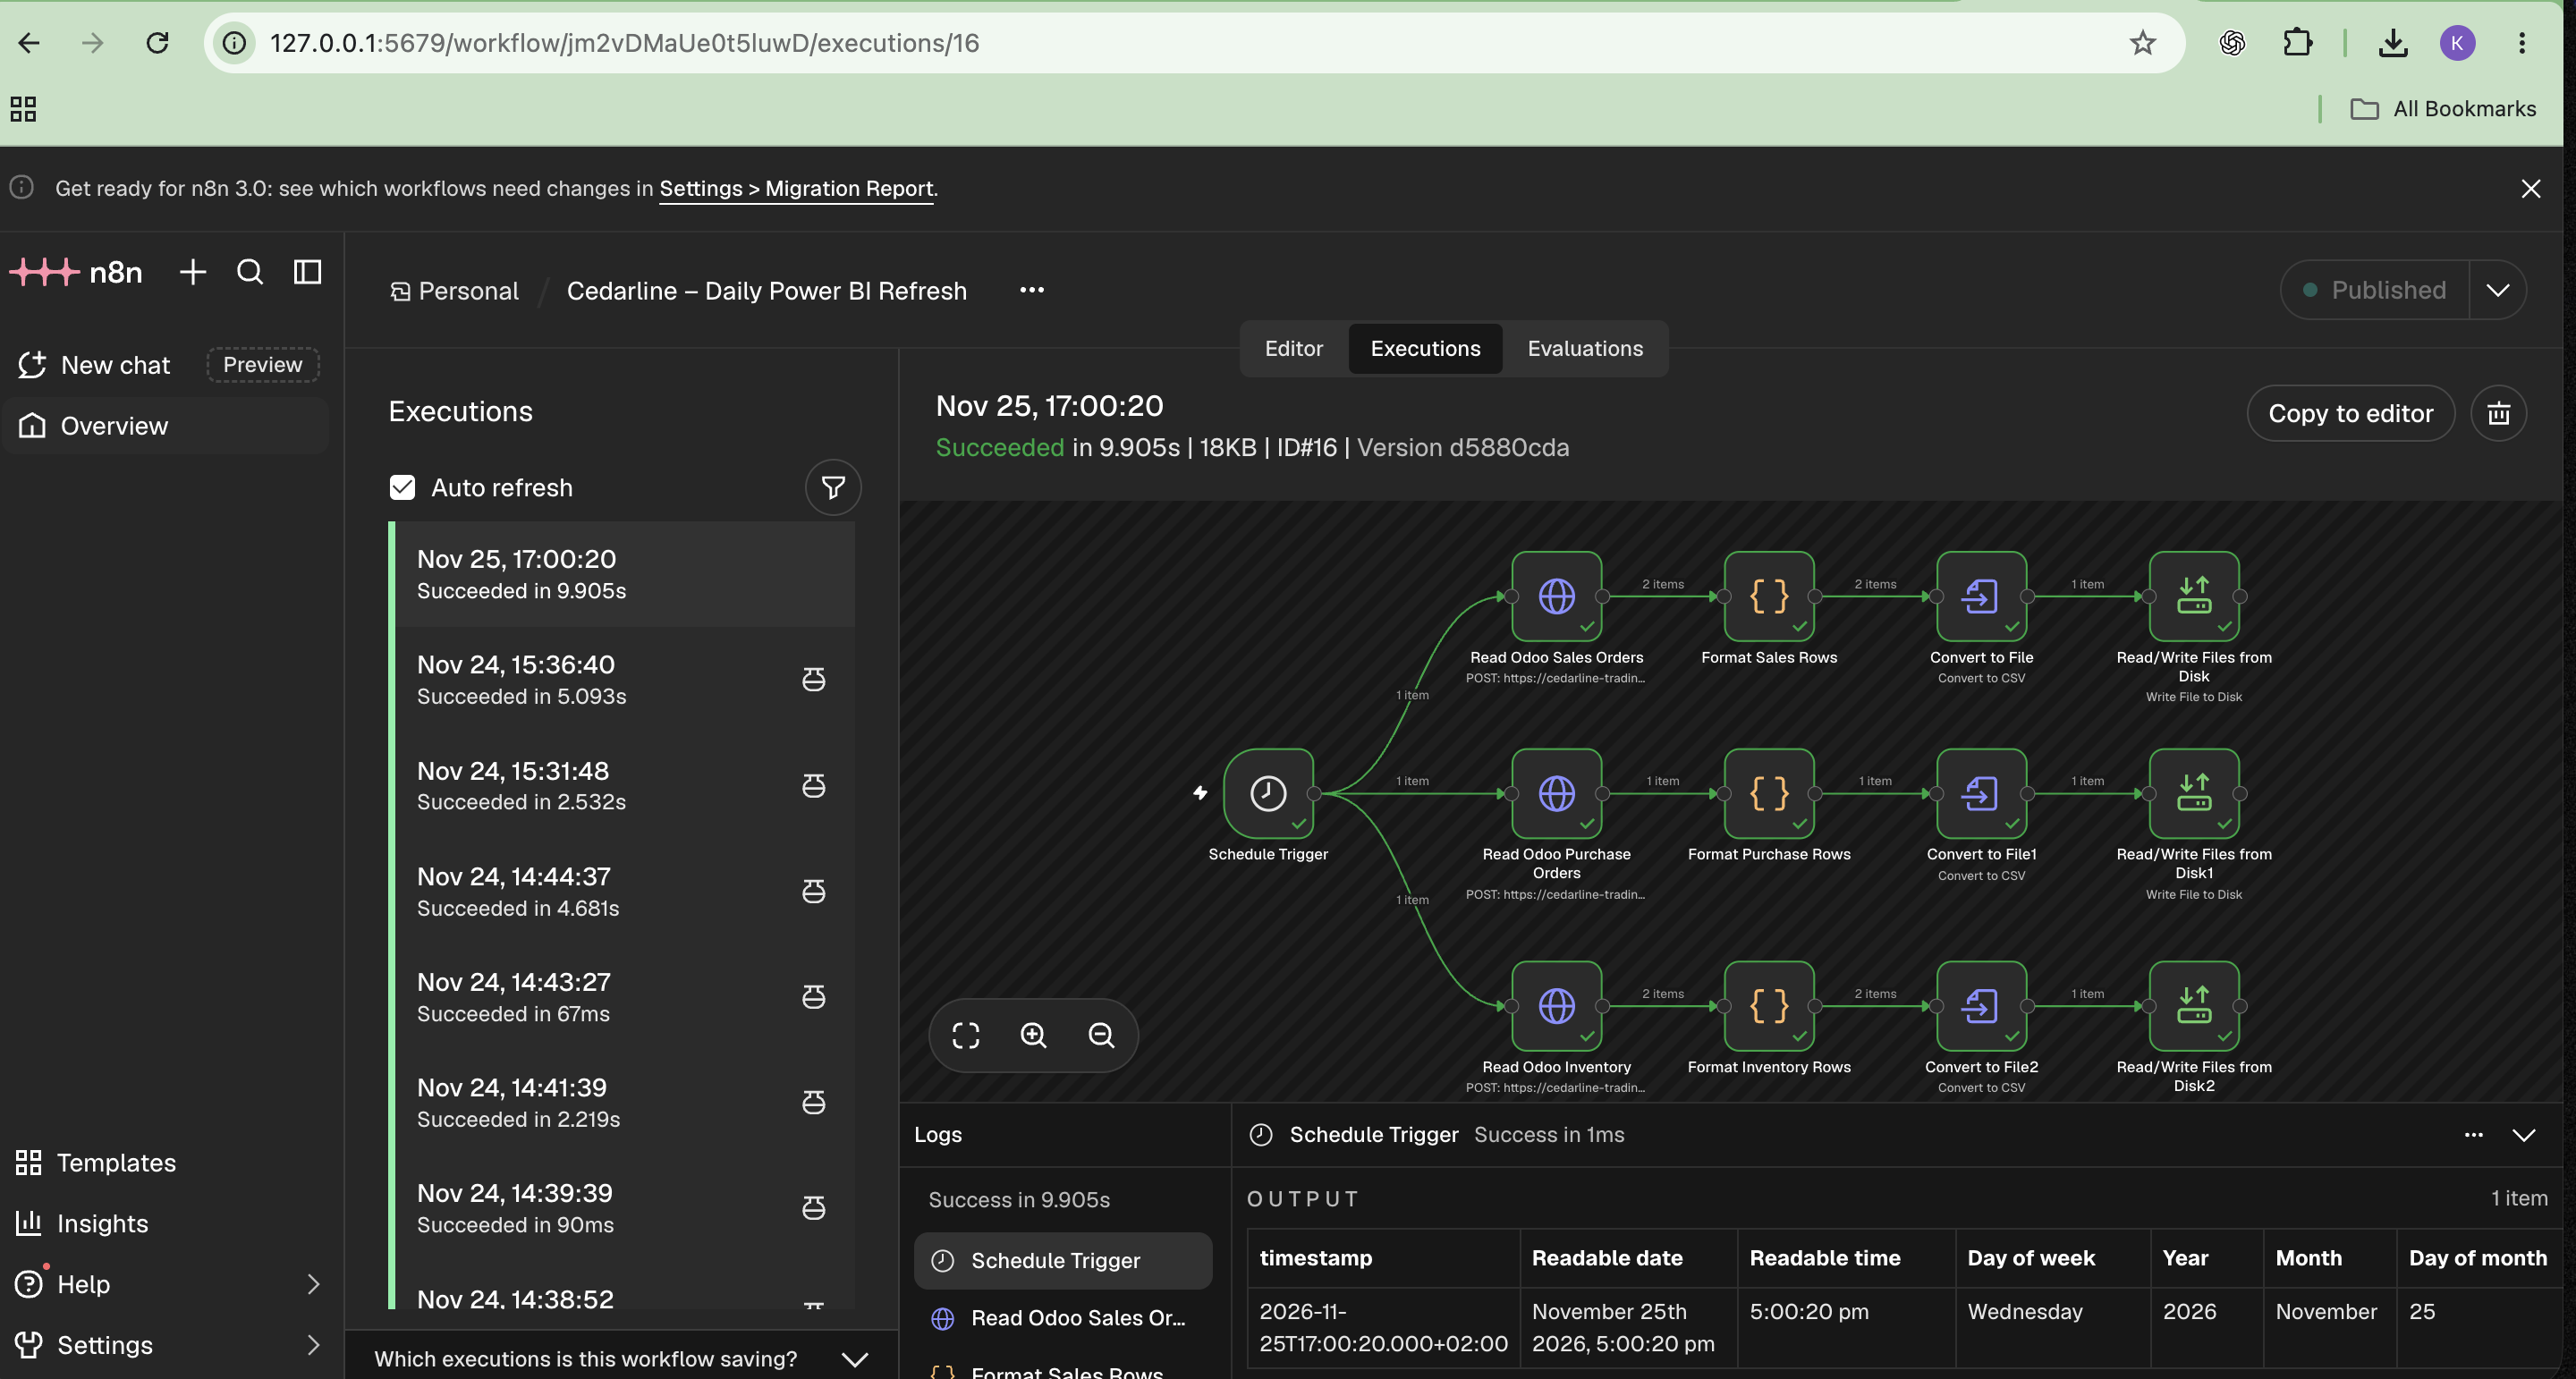 127.0.0.1:5679/workflow/jm2vDMaUe0t5luwD/executions/16
K
All Bookmarks
Get ready for n8n 3.0: see which workflows need changes in Settings > Migration Report.
n8n
Personal / Cedarline – Daily Power BI Refresh
Published
Editor
Executions
Evaluations
New chat
Preview
Overview
Templates
Insights
Help
Settings
Executions
Auto refresh
Nov 25, 17:00:20
Succeeded in 9.905s
Nov 24, 15:36:40
Succeeded in 5.093s
Nov 24, 15:31:48
Succeeded in 2.532s
Nov 24, 14:44:37
Succeeded in 4.681s
Nov 24, 14:43:27
Succeeded in 67ms
Nov 24, 14:41:39
Succeeded in 2.219s
Nov 24, 14:39:39
Succeeded in 90ms
Nov 24, 14:38:52
Which executions is this workflow saving?
Nov 25, 17:00:20
Succeeded in 9.905s | 18KB | ID#16 | Version d5880cda
Copy to editor
Schedule Trigger
1 item
Read Odoo Sales Orders
POST: https://cedarline-tradin...
2 items
Format Sales Rows
2 items
Convert to File
Convert to CSV
1 item
Read/Write Files from
Disk
Write File to Disk
1 item
Read Odoo Purchase
Orders
POST: https://cedarline-tradin...
1 item
Format Purchase Rows
1 item
Convert to File1
Convert to CSV
1 item
Read/Write Files from
Disk1
Write File to Disk
1 item
Read Odoo Inventory
POST: https://cedarline-tradin...
2 items
Format Inventory Rows
2 items
Convert to File2
Convert to CSV
1 item
Read/Write Files from
Disk2
Logs
Success in 9.905s
Schedule Trigger
Read Odoo Sales Or...
Format Sales Rows
Schedule Trigger Success in 1ms
OUTPUT
1 item
timestamp
Readable date
Readable time
Day of week
Year
Month
Day of month
2026-11-
25T17:00:20.000+02:00
November 25th
2026, 5:00:20 pm
5:00:20 pm
Wednesday
2026
November
25